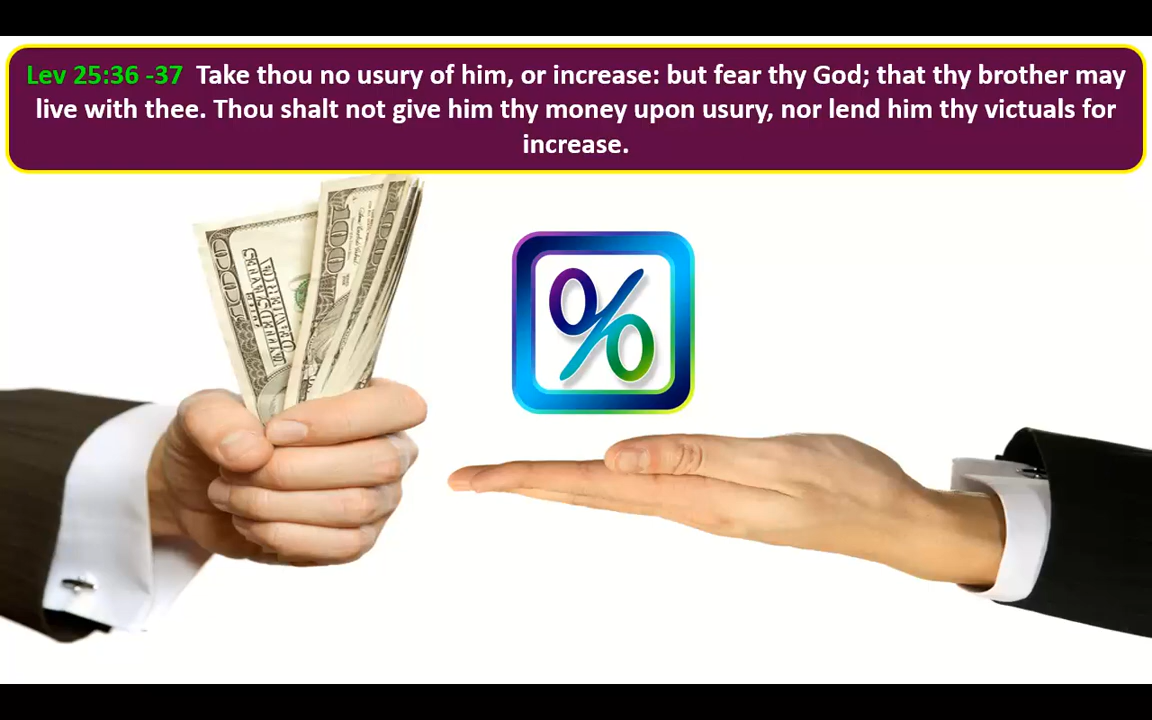 Lev 25:36 -37 Take thou no usury of him, or increase: but fear thy God; that thy brother may
live with thee. Thou shalt not give him thy money upon usury, nor lend him thy victuals for
increase.
100
%